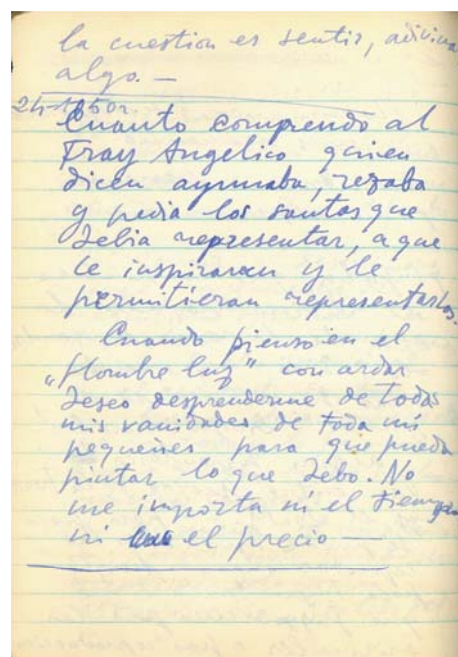 la cuestion es sentir, adivina
algo. —
Cuanto comprendo al
Fray Angelico quien
dicen ayunaba, rezaba
y pedia los santos que
debia representar, a que
le inspiraran y le
permitieran representarlos.
Cuando pienso en el
„Hombre luz" con ardor
deseo desprenderme de todas
mis vanidades de toda mi
pequeñes para que pueda
pintar lo que debo. No
me importa ni el tiempo
ni el precio —